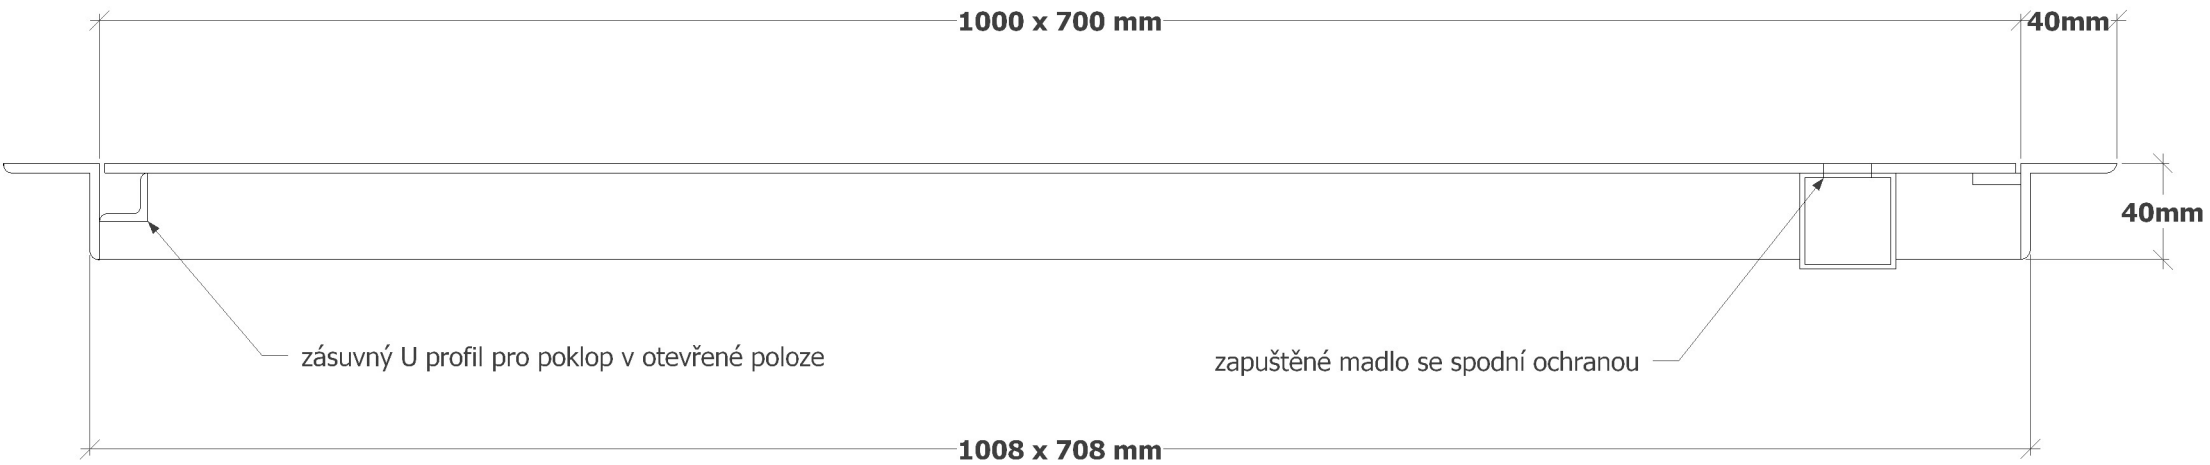 1000 x 700 mm
40mm
40mm
zásuvný U profil pro poklop v otevřené poloze
zapuštěné madlo se spodní ochranou
1008 x 708 mm